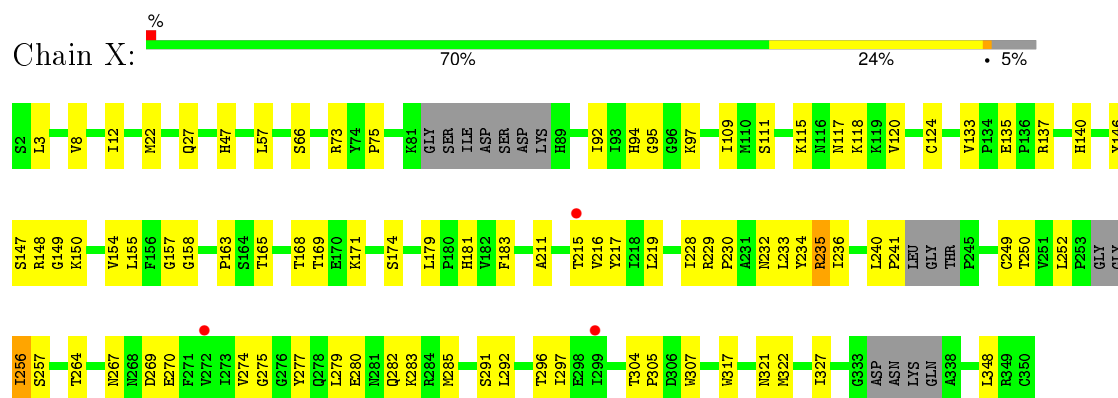 %
Chain X:
70% 24% • 5%
S2 L3 V8 I12 M22 Q27 H47 L57 S66 R73 Y74 P75 K81 GLY SER ILE ASP SER ASP LYS H89 I92 I93 H94 G95 G96 K97 I109 M110 S111 K115 N116 N117 K118 K119 V120 C124 V133 P134 E135 P136 R137 H140 Y146
S147 R148 G149 K150 V154 L155 F156 G157 G158 P163 S164 T165 T168 T169 E170 K171 S174 L179 P180 H181 V182 F183 A211 T215 V216 Y217 I218 L219 I228 R229 P230 A231 N232 L233 Y234 R235 I236 L240 P241 LEU GLY THR P245 C249 T250 V251 L252 P253 GLY GLY
I256 S257 T264 N267 N268 D269 E270 F271 V272 I273 V274 G275 G276 Y277 Q278 L279 E280 N281 Q282 K283 R284 M285 S291 L292 T296 I297 E298 I299 T304 P305 D306 W307 W317 N321 M322 I327 G333 ASP ASN LYS GLN A338 L348 R349 C350